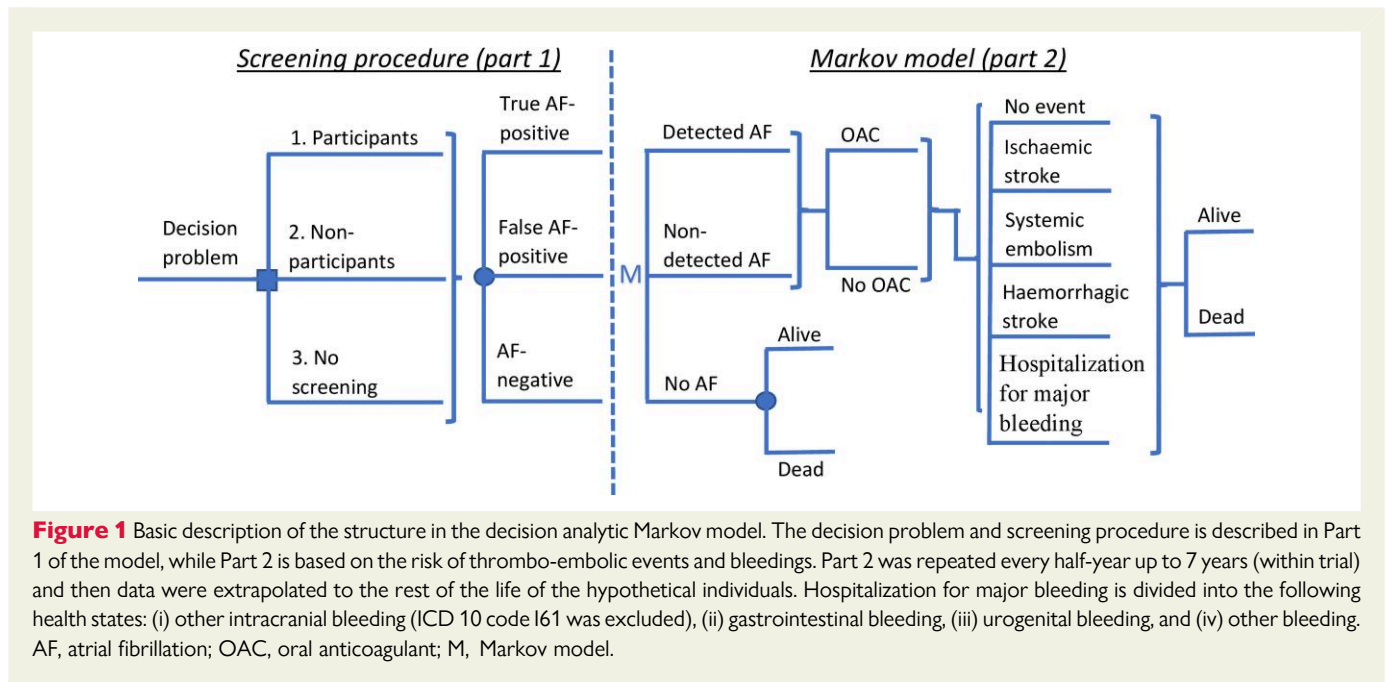 Screening procedure (part 1)
Markov model (part 2)
Decision
problem
1. Participants
2. Non-
participants
3. No
screening
True AF-
positive
False AF-
positive
AF-
negative
M
Detected AF
Non-
detected AF
No AF
Alive
Dead
OAC
No OAC
No event
Ischaemic
stroke
Systemic
embolism
Haemorrhagic
stroke
Hospitalization
for major
bleeding
Alive
Dead
Figure 1 Basic description of the structure in the decision analytic Markov model. The decision problem and screening procedure is described in Part
1 of the model, while Part 2 is based on the risk of thrombo-embolic events and bleedings. Part 2 was repeated every half-year up to 7 years (within trial)
and then data were extrapolated to the rest of the life of the hypothetical individuals. Hospitalization for major bleeding is divided into the following
health states: (i) other intracranial bleeding (ICD 10 code I61 was excluded), (ii) gastrointestinal bleeding, (iii) urogenital bleeding, and (iv) other bleeding.
AF, atrial fibrillation; OAC, oral anticoagulant; M, Markov model.